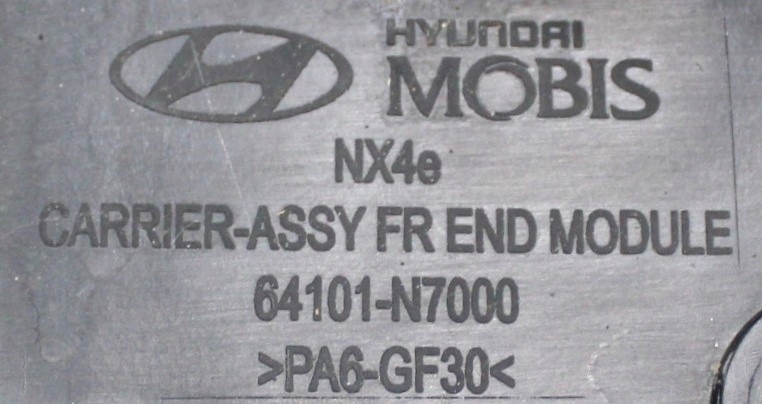 HYUNDAI
MOBIS
NX4e
CARRIER-ASSY FR END MODULE
64101-N7000
>PA6-GF30<